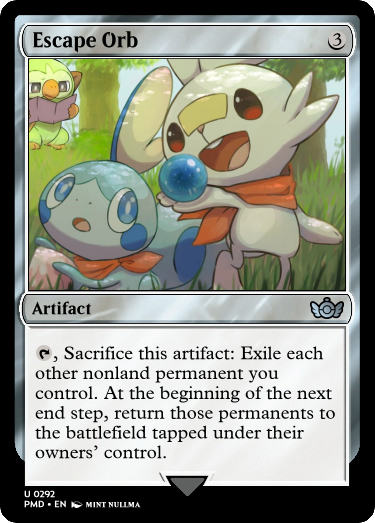 Escape Orb 3
Artifact
, Sacrifice this artifact: Exile each
other nonland permanent you
control. At the beginning of the next
end step, return those permanents to
the battlefield tapped under their
owners' control.
U 0292
PMD • EN MINT NULLMA